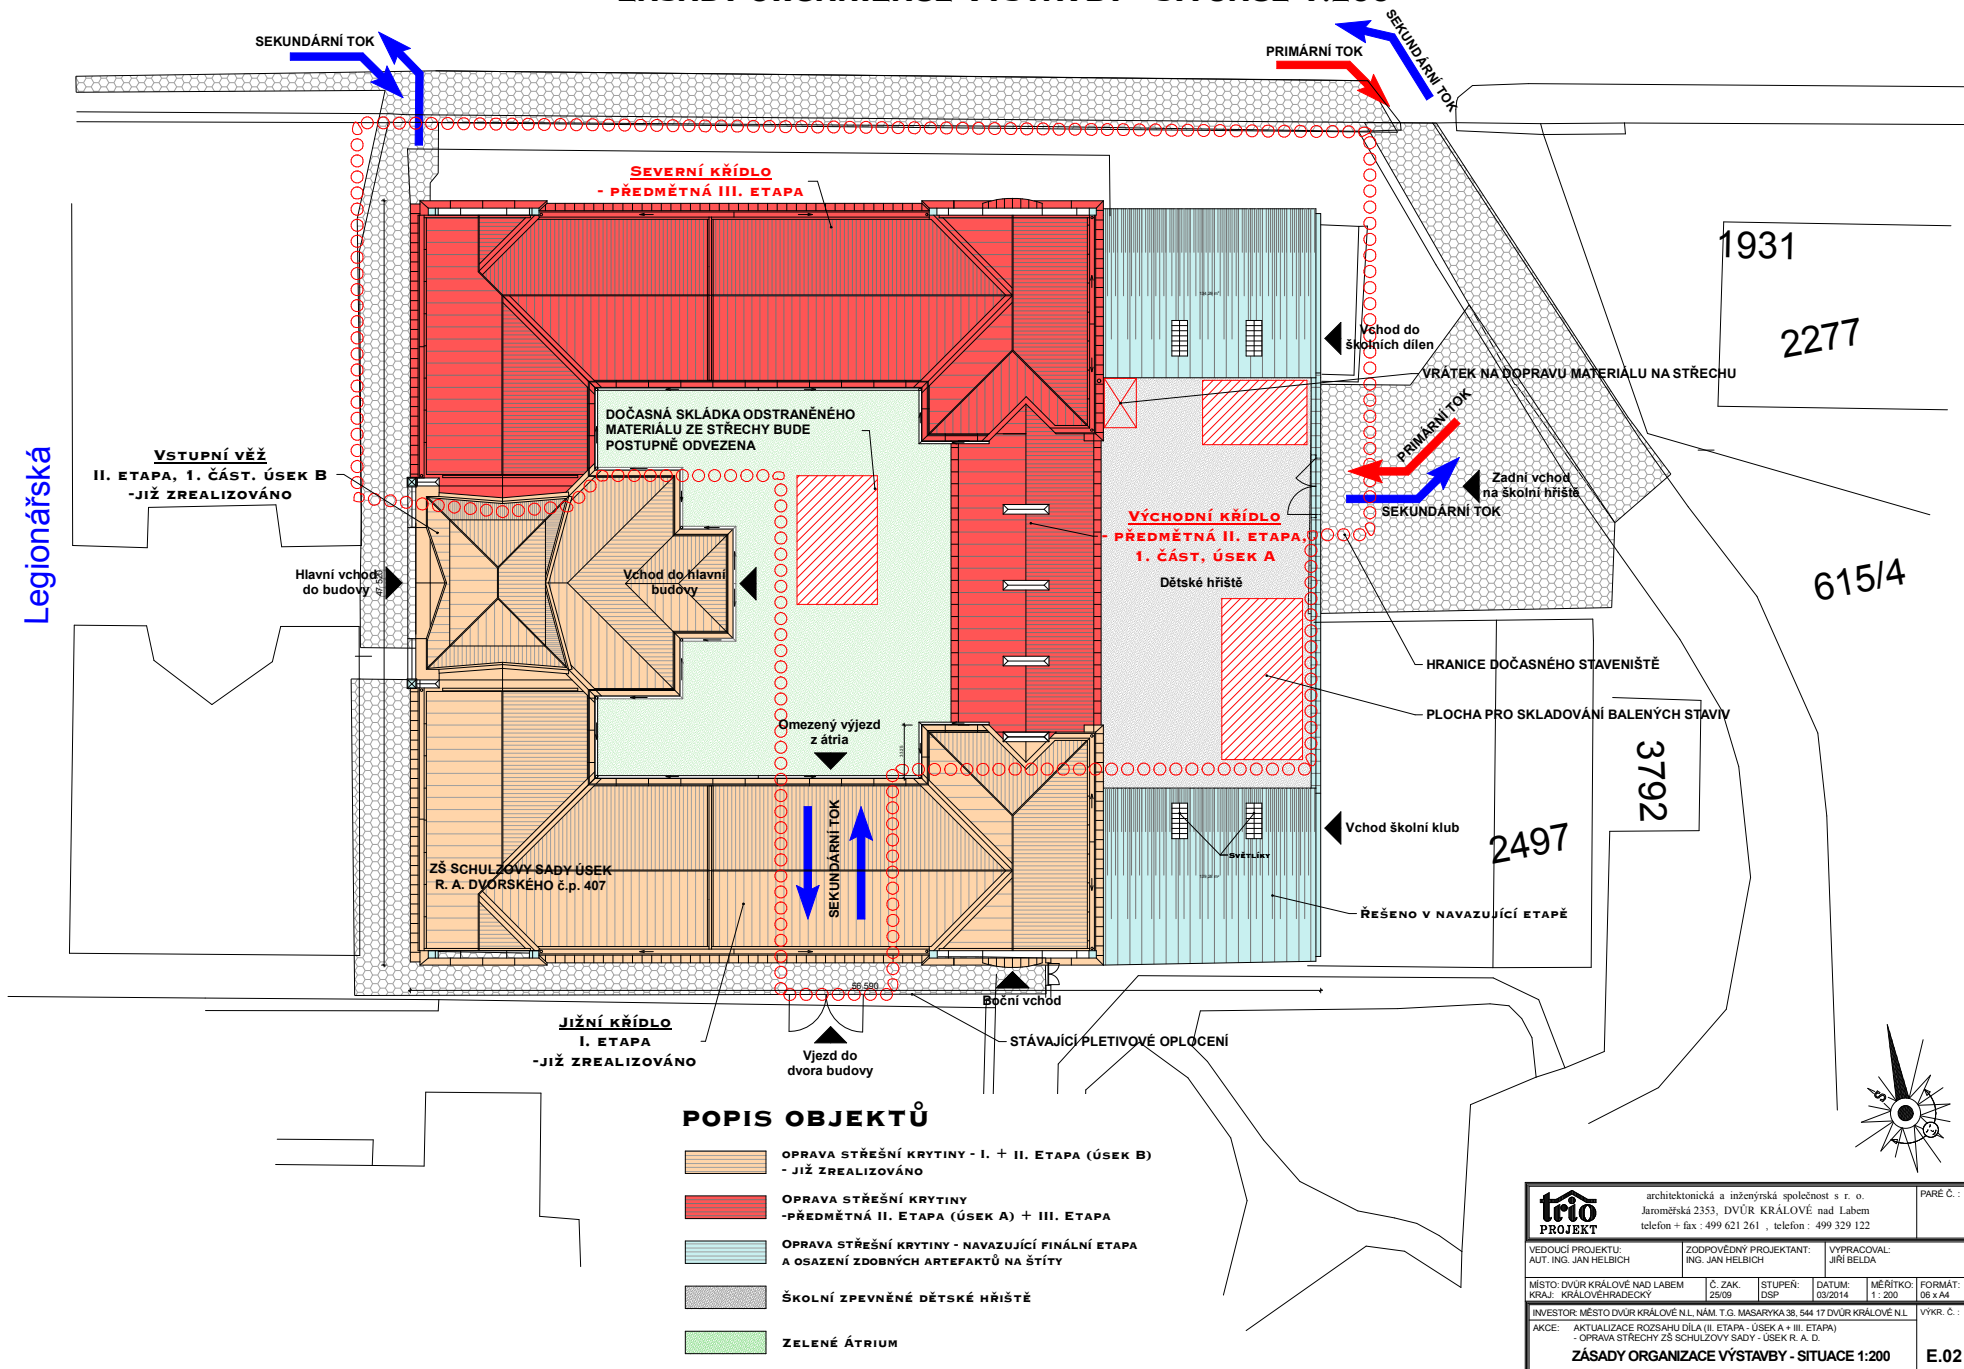 ZÁSADY ORGANIZACE VÝSTAVBY - SITUACE 1:200
SEKUNDÁRNÍ TOK
PRIMÁRNÍ TOK
SEKUNDÁRNÍ TOK
SEVERNÍ KŘÍDLO
- PŘEDMĚTNÁ III. ETAPA
1931
2277
Vchod do
školních dílen
VRÁTEK NA DOPRAVU MATERIÁLU NA STŘECHU
DOČASNÁ SKLÁDKA ODSTRANĚNÉHO
MATERIÁLU ZE STŘECHY BUDE
POSTUPNĚ ODVEZENA
PRIMÁRNÍ TOK
Legionářská
VSTUPNÍ VĚŽ
II. ETAPA, 1. ČÁST. ÚSEK B
-JIŽ ZREALIZOVÁNO
Zadní vchod
na školní hřiště
SEKUNDÁRNÍ TOK
VÝCHODNÍ KŘÍDLO
- PŘEDMĚTNÁ II. ETAPA,
1. ČÁST, ÚSEK A
Dětské hřiště
Hlavní vchod
do budovy
Vchod do hlavní
budovy
615/4
HRANICE DOČASNÉHO STAVENIŠTĚ
PLOCHA PRO SKLADOVÁNÍ BALENÝCH STAVIV
Omezený výjezd
z átria
3792
SEKUNDÁRNÍ TOK
Vchod školní klub
2497
SVĚTLÍKY
ZŠ SCHULZOVY SADY ÚSEK
R. A. DVORSKÉHO č.p. 407
ŘEŠENO V NAVAZUJÍCÍ ETAPĚ
55 590
Boční vchod
JIŽNÍ KŘÍDLO
I. ETAPA
-JIŽ ZREALIZOVÁNO
STÁVAJÍCÍ PLETIVOVÉ OPLOCENÍ
Vjezd do
dvora budovy
S
POPIS OBJEKTŮ
OPRAVA STŘEŠNÍ KRYTINY - I. + II. ETAPA (ÚSEK B)
- JIŽ ZREALIZOVÁNO
OPRAVA STŘEŠNÍ KRYTINY
-PŘEDMĚTNÁ II. ETAPA (ÚSEK A) + III. ETAPA
OPRAVA STŘEŠNÍ KRYTINY - NAVAZUJÍCÍ FINÁLNÍ ETAPA
A OSAZENÍ ZDOBNÝCH ARTEFAKTŮ NA ŠTÍTY
ŠKOLNÍ ZPEVNĚNÉ DĚTSKÉ HŘIŠTĚ
ZELENÉ ÁTRIUM
trio
PROJEKT
architektonická a inženýrská společnost s r. o.
Jaroměřská 2353, DVŮR KRÁLOVÉ nad Labem
telefon + fax : 499 621 261 , telefon : 499 329 122
PARÉ Č. :
VEDOUCÍ PROJEKTU:
AUT. ING. JAN HELBICH
ZODPOVĚDNÝ PROJEKTANT:
ING. JAN HELBICH
VYPRACOVAL:
JIŘÍ BELDA
MÍSTO: DVŮR KRÁLOVÉ NAD LABEM
KRAJ: KRÁLOVÉHRADECKÝ
Č. ZAK.
25/09
STUPEŇ:
DSP
DATUM:
03/2014
MĚŘÍTKO:
1 : 200
FORMÁT:
06 x A4
INVESTOR: MĚSTO DVŮR KRÁLOVÉ N.L, NÁM. T.G. MASARYKA 38, 544 17 DVŮR KRÁLOVÉ N.L
VÝKR. Č. :
AKCE: AKTUALIZACE ROZSAHU DÍLA (II. ETAPA - ÚSEK A + III. ETAPA)
- OPRAVA STŘECHY ZŠ SCHULZOVY SADY - ÚSEK R. A. D.
ZÁSADY ORGANIZACE VÝSTAVBY - SITUACE 1:200
E.02